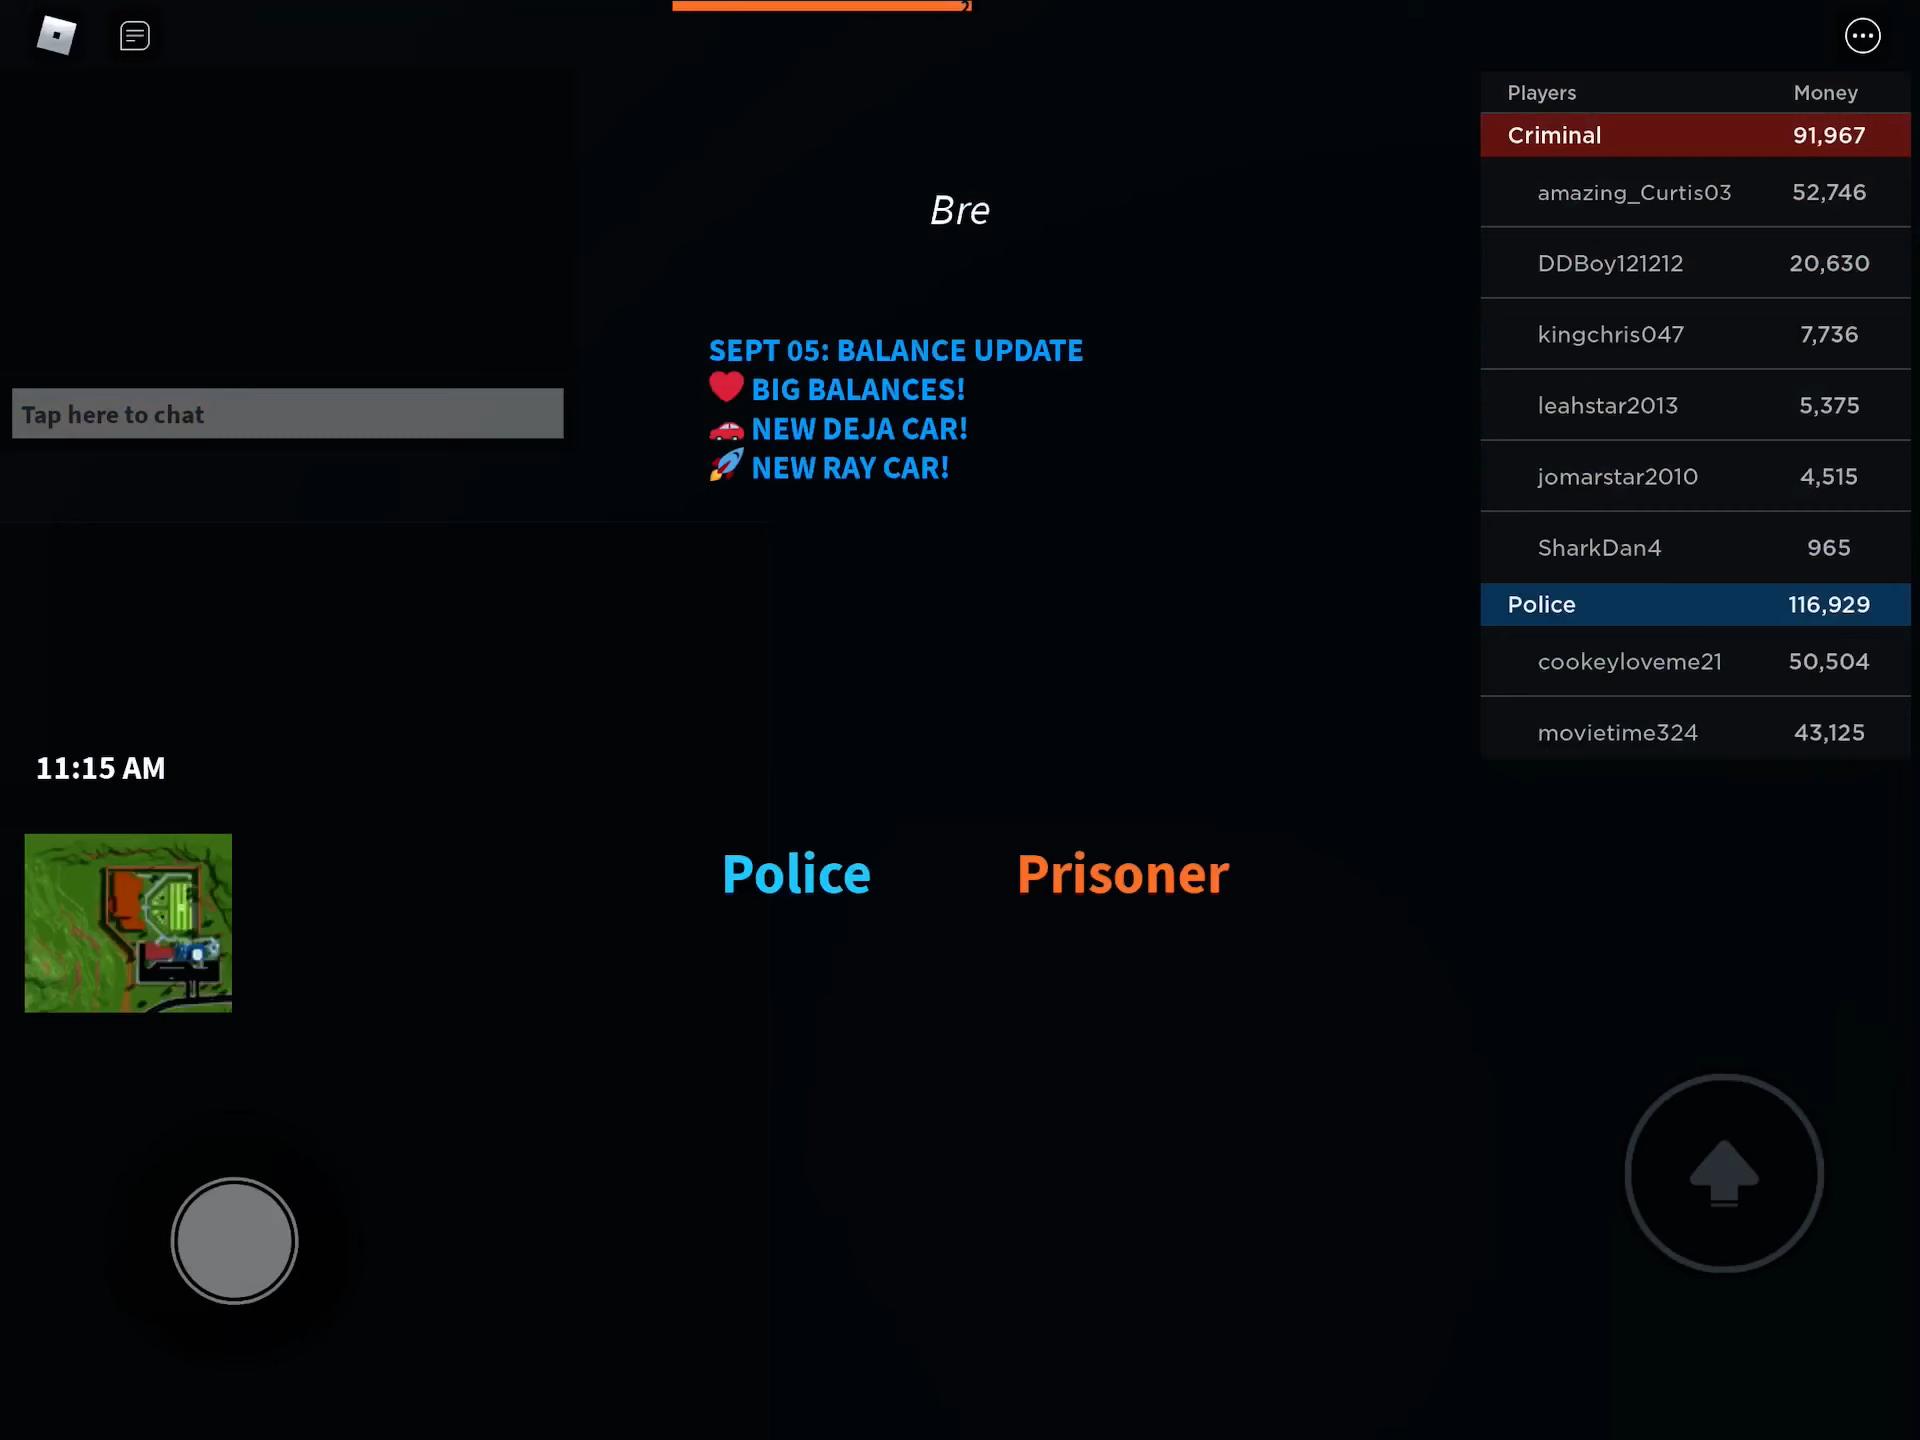 Players Money
Criminal 91,967
amazing_Curtis03 52,746
DDBoy121212 20,630
kingchris047 7,736
leahstar2013 5,375
jomarstar2010 4,515
SharkDan4 965
Police 116,929
cookeyloveme21 50,504
movietime324 43,125
Bre
SEPT 05: BALANCE UPDATE
❤️ BIG BALANCES!
🚗 NEW DEJA CAR!
🚀 NEW RAY CAR!
Tap here to chat
11:15 AM
Police Prisoner